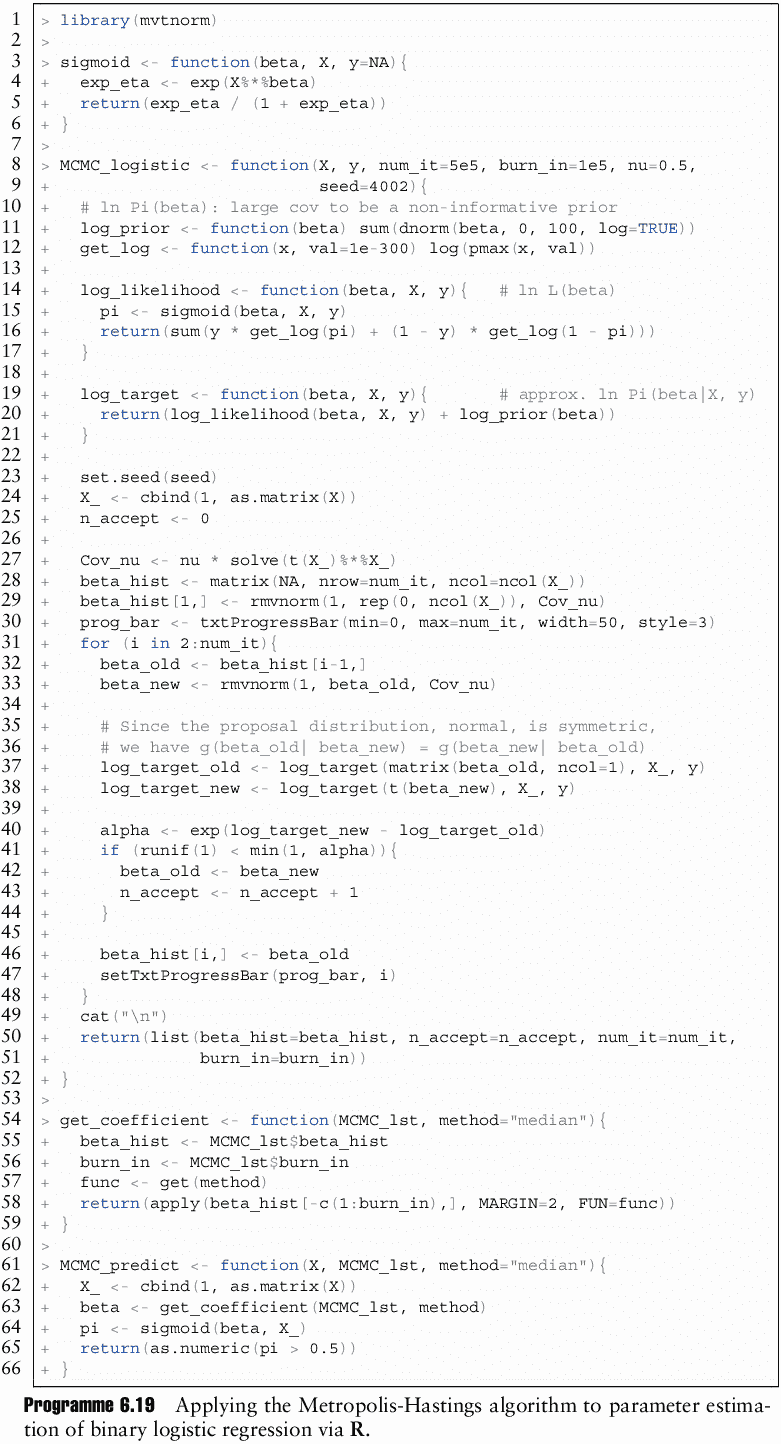 1 > library(mvtnorm)
2 >
3 > sigmoid <- function(beta, X, y=NA){
4 +   exp_eta <- exp(X%*%beta)
5 +   return(exp_eta / (1 + exp_eta))
6 + }
7 >
8 > MCMC_logistic <- function(X, y, num_it=5e5, burn_in=1e5, nu=0.5,
9 +                           seed=4002){
10 +   # ln Pi(beta): large cov to be a non-informative prior
11 +   log_prior <- function(beta) sum(dnorm(beta, 0, 100, log=TRUE))
12 +   get_log <- function(x, val=1e-300) log(pmax(x, val))
13 +
14 +   log_likelihood <- function(beta, X, y){   # ln L(beta)
15 +     pi <- sigmoid(beta, X, y)
16 +     return(sum(y * get_log(pi) + (1 - y) * get_log(1 - pi)))
17 +   }
18 +
19 +   log_target <- function(beta, X, y){       # approx. ln Pi(beta|X, y)
20 +     return(log_likelihood(beta, X, y) + log_prior(beta))
21 +   }
22 +
23 +   set.seed(seed)
24 +   X_ <- cbind(1, as.matrix(X))
25 +   n_accept <- 0
26 +
27 +   Cov_nu <- nu * solve(t(X_)%*%X_)
28 +   beta_hist <- matrix(NA, nrow=num_it, ncol=ncol(X_))
29 +   beta_hist[1,] <- rmvnorm(1, rep(0, ncol(X_)), Cov_nu)
30 +   prog_bar <- txtProgressBar(min=0, max=num_it, width=50, style=3)
31 +   for (i in 2:num_it){
32 +     beta_old <- beta_hist[i-1,]
33 +     beta_new <- rmvnorm(1, beta_old, Cov_nu)
34 +
35 +     # Since the proposal distribution, normal, is symmetric,
36 +     # we have g(beta_old| beta_new) = g(beta_new| beta_old)
37 +     log_target_old <- log_target(matrix(beta_old, ncol=1), X_, y)
38 +     log_target_new <- log_target(t(beta_new), X_, y)
39 +
40 +     alpha <- exp(log_target_new - log_target_old)
41 +     if (runif(1) < min(1, alpha)){
42 +       beta_old <- beta_new
43 +       n_accept <- n_accept + 1
44 +     }
45 +
46 +     beta_hist[i,] <- beta_old
47 +     setTxtProgressBar(prog_bar, i)
48 +   }
49 +   cat("\n")
50 +   return(list(beta_hist=beta_hist, n_accept=n_accept, num_it=num_it,
51 +               burn_in=burn_in))
52 + }
53 >
54 > get_coefficient <- function(MCMC_lst, method="median"){
55 +   beta_hist <- MCMC_lst$beta_hist
56 +   burn_in <- MCMC_lst$burn_in
57 +   func <- get(method)
58 +   return(apply(beta_hist[-c(1:burn_in),], MARGIN=2, FUN=func))
59 + }
60 >
61 > MCMC_predict <- function(X, MCMC_lst, method="median"){
62 +   X_ <- cbind(1, as.matrix(X))
63 +   beta <- get_coefficient(MCMC_lst, method)
64 +   pi <- sigmoid(beta, X_)
65 +   return(as.numeric(pi > 0.5))
66 + }
Programme 6.19 Applying the Metropolis-Hastings algorithm to parameter estima-
tion of binary logistic regression via R.